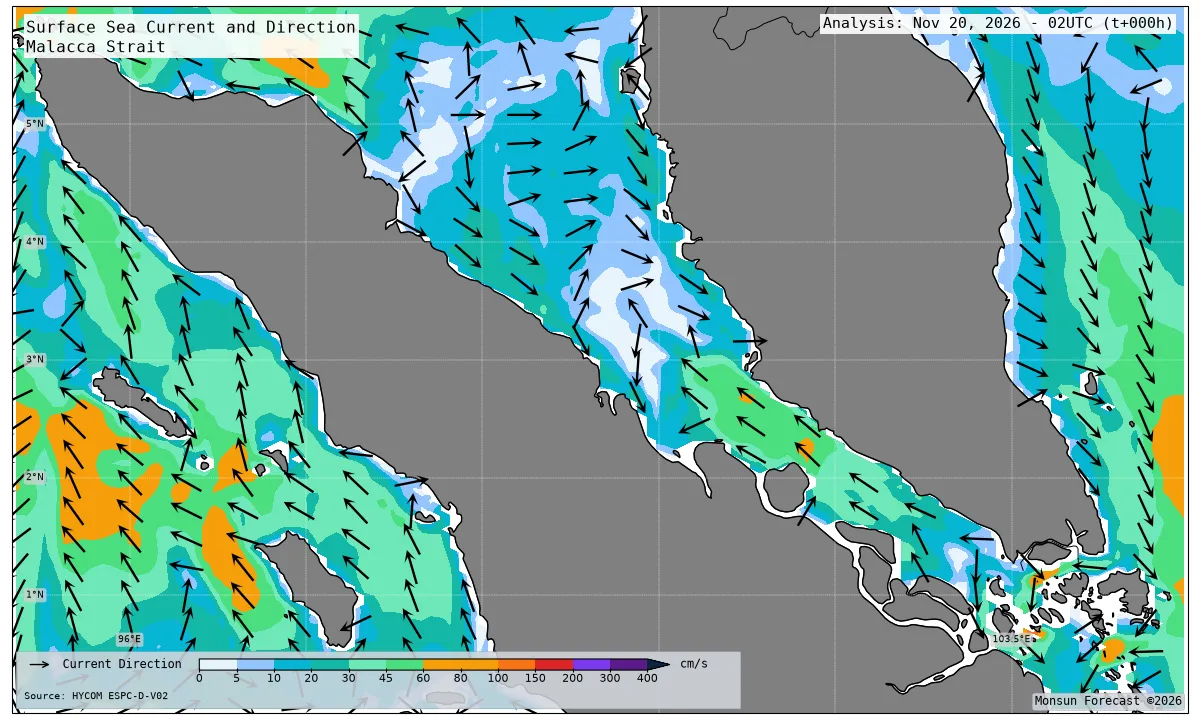 Surface Sea Current and Direction
Malacca Strait
Analysis: Nov 20, 2026 - 02UTC (t+000h)
5°N
4°N
3°N
2°N
1°N
96°E
103.5°E
Current Direction
0 5 10 20 30 45 60 80 100 150 200 300 400
cm/s
Source: HYCOM ESPC-D-V02
Monsun Forecast ©2026